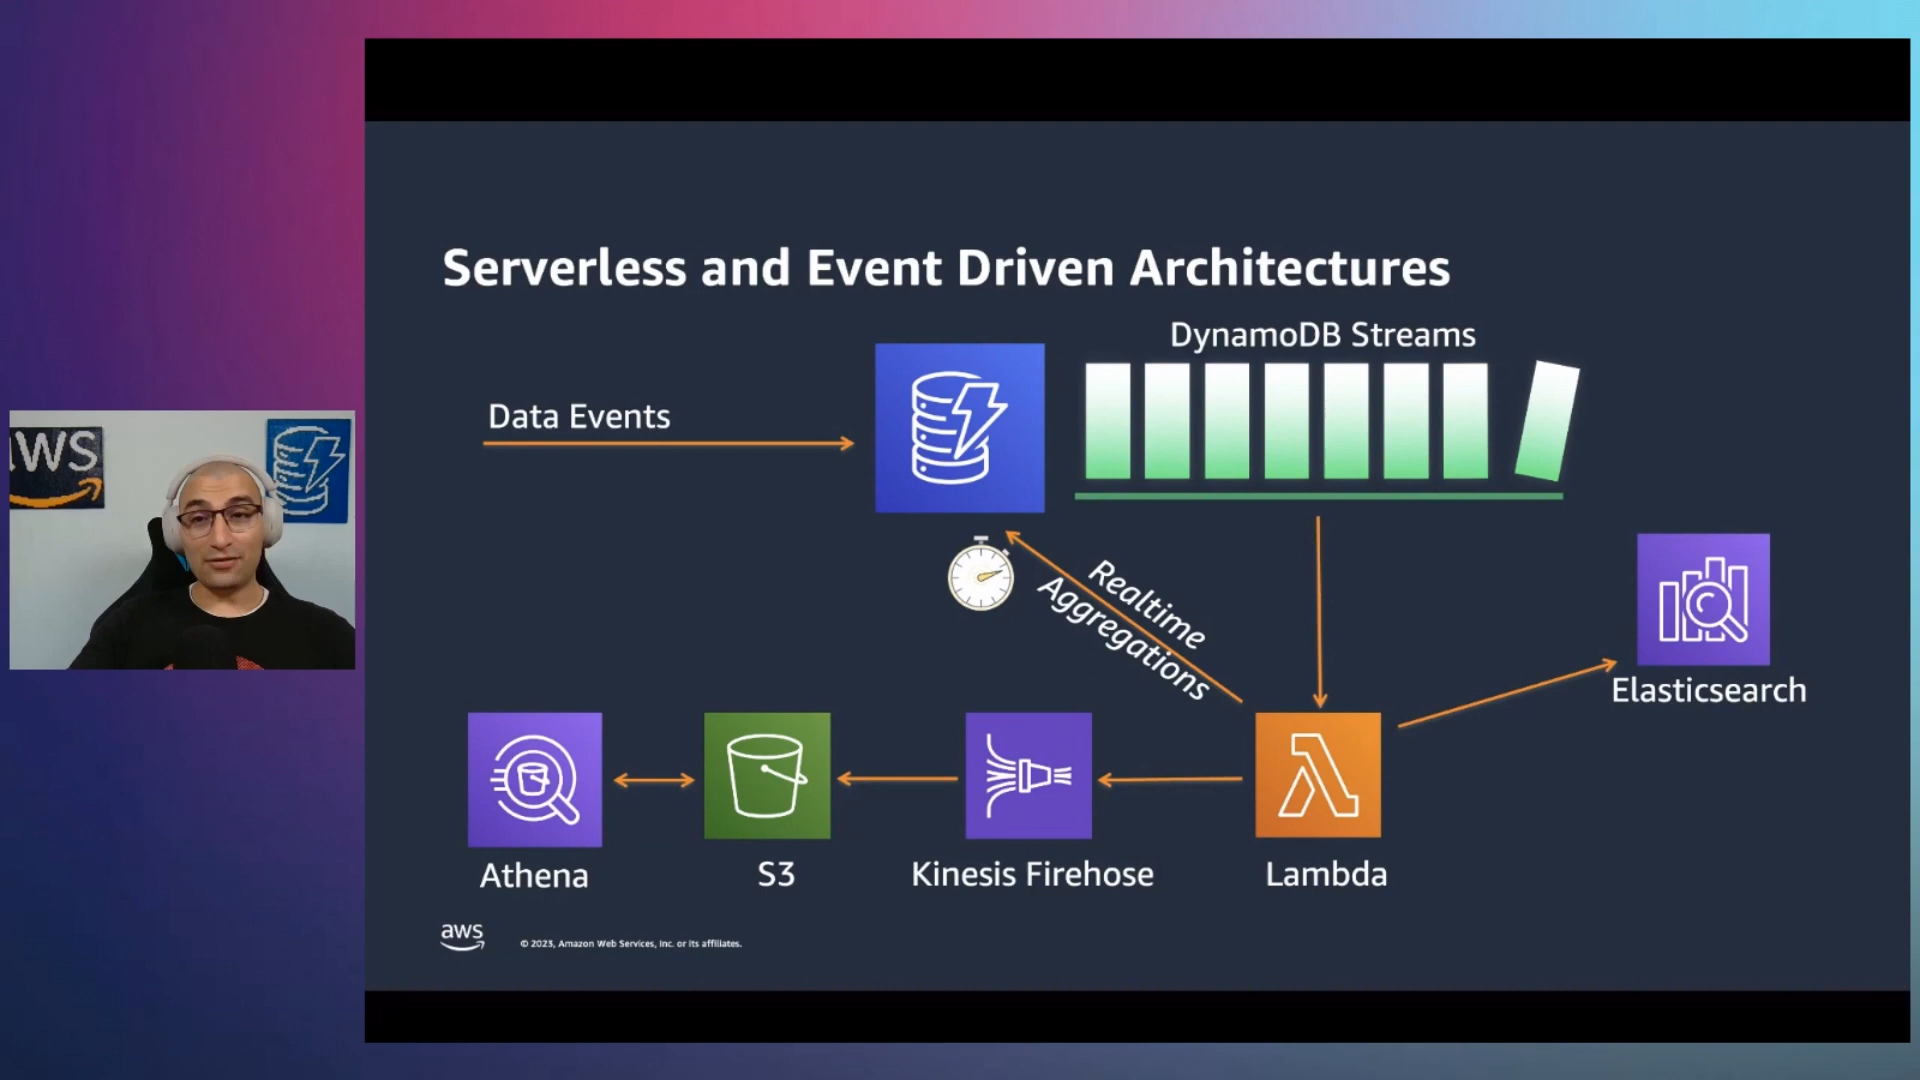 Serverless and Event Driven Architectures
DynamoDB Streams
Data Events
Realtime
Aggregations
Elasticsearch
Athena
S3
Kinesis Firehose
Lambda
aws
© 2023, Amazon Web Services, Inc. or its affiliates.
aws